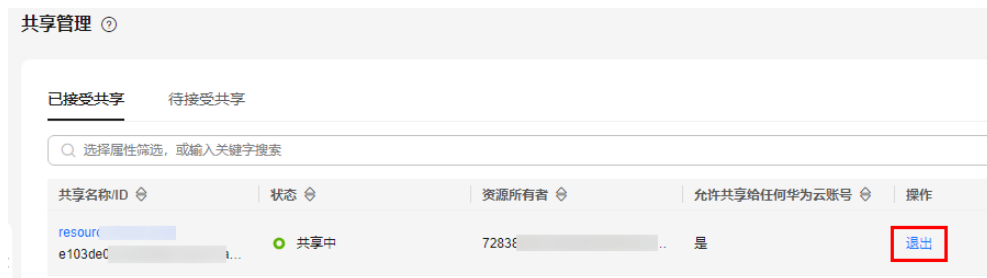 共享管理
已接受共享 待接受共享
选择属性筛选，或输入关键字搜索
共享名称/ID 状态 资源所有者 允许共享给任何华为云账号 操作
resourc
共享中 72838 .. 是 退出
e103de0 a...